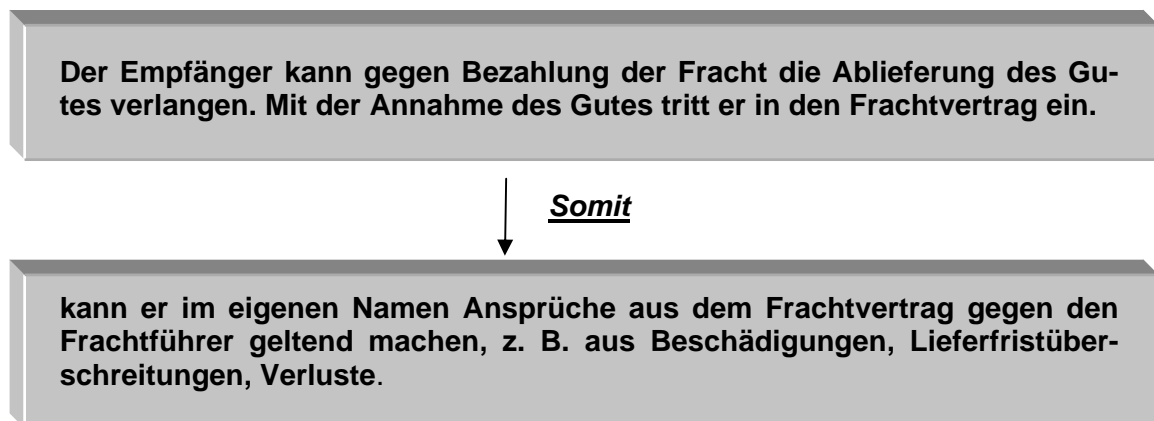 Der Empfänger kann gegen Bezahlung der Fracht die Ablieferung des Gu-
tes verlangen. Mit der Annahme des Gutes tritt er in den Frachtvertrag ein.
Somit
kann er im eigenen Namen Ansprüche aus dem Frachtvertrag gegen den
Frachtführer geltend machen, z. B. aus Beschädigungen, Lieferfristüber-
schreitungen, Verluste.